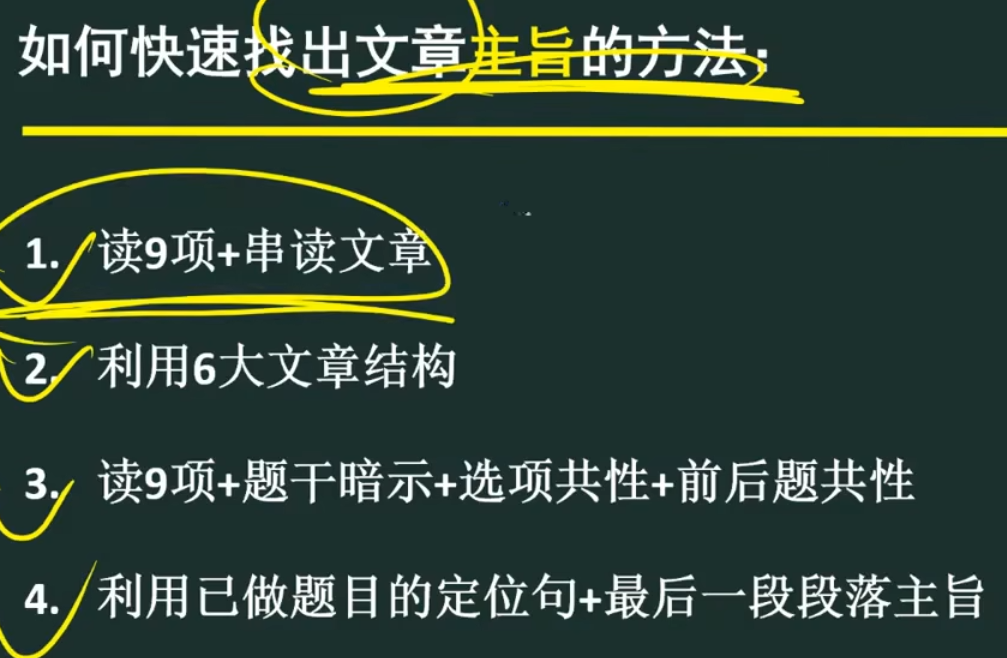 如何快速找出文章主旨的方法：
1. 读9项+串读文章
2. 利用6大文章结构
3. 读9项+题干暗示+选项共性+前后题共性
4. 利用已做题目的定位句+最后一段段落主旨